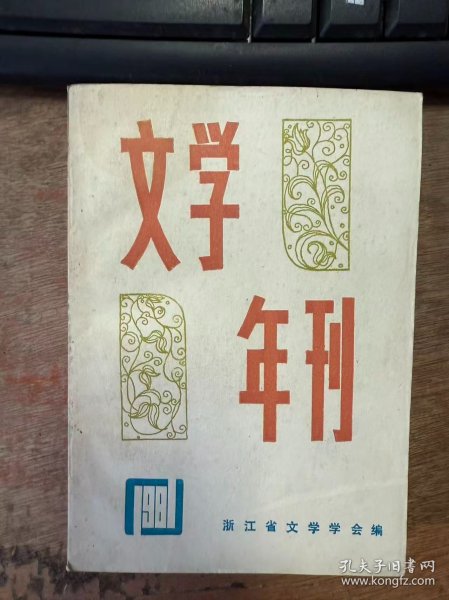 文学
年刊
1981
浙江省文学学会编
孔夫子旧书网
www.kongfz.com